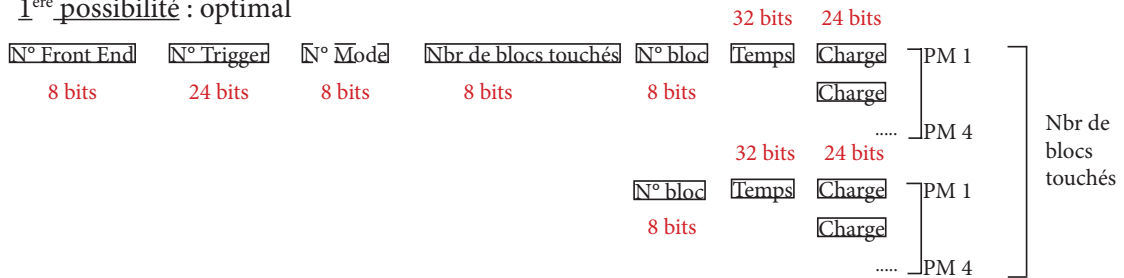 1ere possibilité : optimal
32 bits 24 bits
N° Front End N° Trigger N° Mode Nbr de blocs touchés N° bloc Temps Charge PM 1
8 bits 24 bits 8 bits 8 bits 8 bits Charge
..... PM 4
Nbr de
blocs
touchés
32 bits 24 bits
N° bloc Temps Charge PM 1
8 bits Charge
..... PM 4